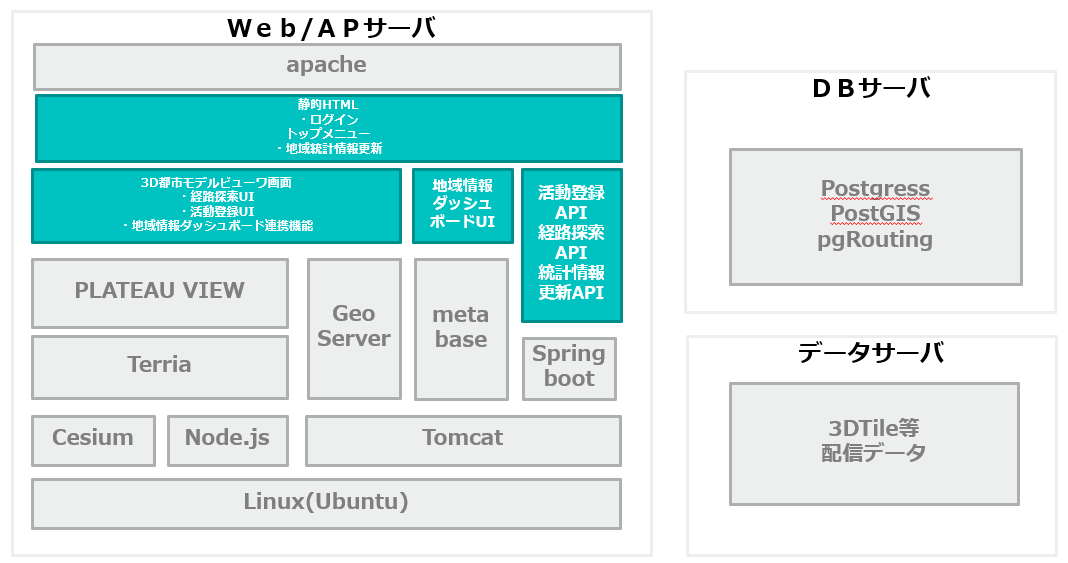 Ｗｅｂ/ＡＰサーバ
apache
静的HTML
・ログイン
トップメニュー
・地域統計情報更新
3D都市モデルビューワ画面
・経路探索UI
・活動登録UI
・地域情報ダッシュボード連携機能
地域情報
ダッシュ
ボードUI
活動登録
API
経路探索
API
統計情報
更新API
PLATEAU VIEW
Terria
Geo
Server
meta
base
Spring
boot
Cesium
Node.js
Tomcat
Linux(Ubuntu)
ＤＢサーバ
Postgress
PostGIS
pgRouting
データサーバ
3DTile等
配信データ